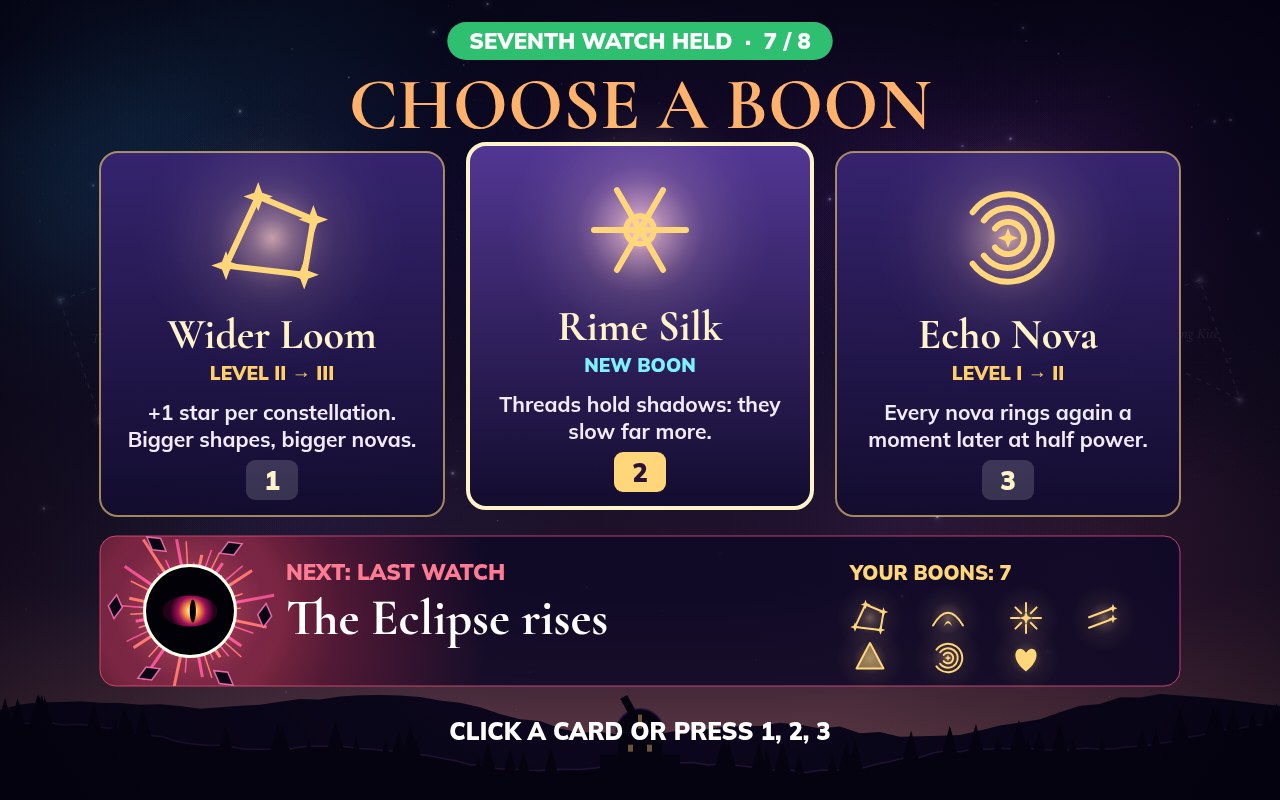 SEVENTH WATCH HELD · 7 / 8
CHOOSE A BOON
Wider Loom
LEVEL II → III
+1 star per constellation.
Bigger shapes, bigger novas.
1
Rime Silk
NEW BOON
Threads hold shadows: they
slow far more.
2
Echo Nova
LEVEL I → II
Every nova rings again a
moment later at half power.
3
NEXT: LAST WATCH
The Eclipse rises
YOUR BOONS: 7
CLICK A CARD OR PRESS 1, 2, 3